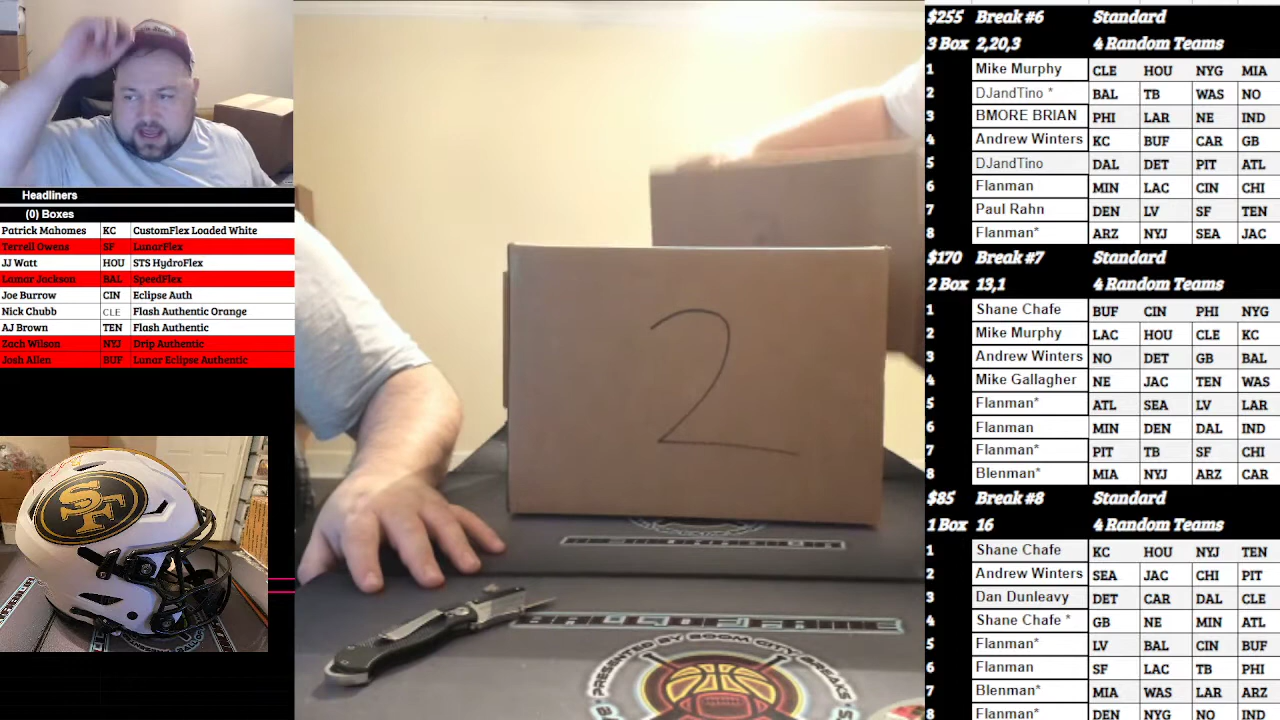 Headliners
(0) Boxes
Patrick Mahomes KC CustomFlex Loaded White
Terrell Owens SF LunarFlex
JJ Watt HOU STS HydroFlex
Lamar Jackson BAL SpeedFlex
Joe Burrow CIN Eclipse Auth
Nick Chubb CLE Flash Authentic Orange
AJ Brown TEN Flash Authentic
Zach Wilson NYJ Drip Authentic
Josh Allen BUF Lunar Eclipse Authentic
SF
2
PRESENTED BY BOOM CITY BREAKS
$255 Break #6 Standard
3 Box 2,20,3 4 Random Teams
1 Mike Murphy CLE HOU NYG MIA
2 DJandTino * BAL TB WAS NO
3 BMORE BRIAN PHI LAR NE IND
4 Andrew Winters KC BUF CAR GB
5 DJandTino DAL DET PIT ATL
6 Flanman MIN LAC CIN CHI
7 Paul Rahn DEN LV SF TEN
8 Flanman* ARZ NYJ SEA JAC
$170 Break #7 Standard
2 Box 13,1 4 Random Teams
1 Shane Chafe BUF CIN PHI NYG
2 Mike Murphy LAC HOU CLE KC
3 Andrew Winters NO DET GB BAL
4 Mike Gallagher NE JAC TEN WAS
5 Flanman* ATL SEA LV LAR
6 Flanman MIN DEN DAL IND
7 Flanman* PIT TB SF CHI
8 Blenman* MIA NYJ ARZ CAR
$85 Break #8 Standard
1 Box 16 4 Random Teams
1 Shane Chafe KC HOU NYJ TEN
2 Andrew Winters SEA JAC CHI PIT
3 Dan Dunleavy DET CAR DAL CLE
4 Shane Chafe * GB NE MIN ATL
5 Flanman* LV BAL CIN BUF
6 Flanman SF LAC TB PHI
7 Blenman* MIA WAS LAR ARZ
8 Flanman* DEN NYG NO IND